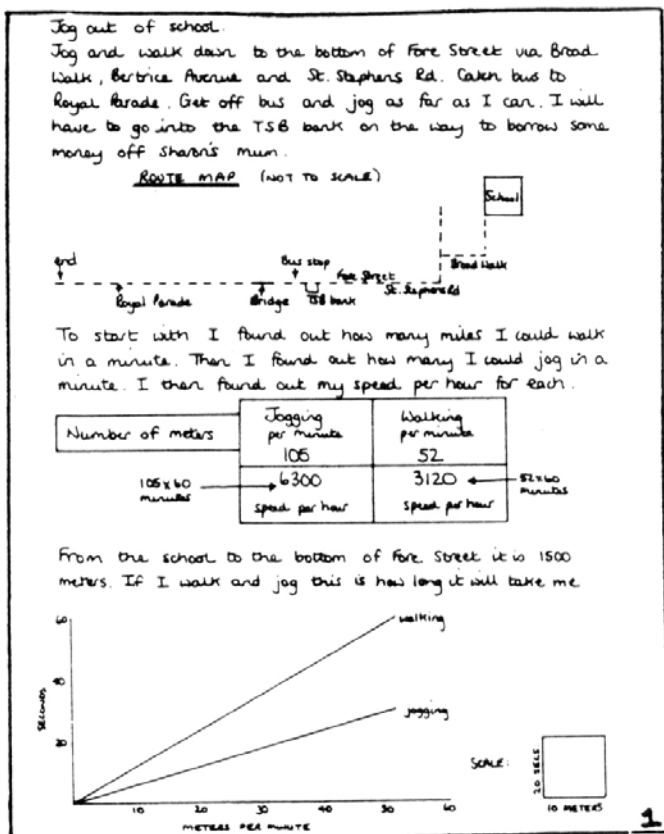 Jog out of school.
Jog and walk down to the bottom of Fore Street via Broad
Walk, Bertrice Avenue and St. Stephens Rd. Catch bus to
Royal Parade. Get off bus and jog as far as I can. I will
have to go into the TSB bank on the way to borrow some
money off Sharon's mum.
ROUTE MAP (NOT TO SCALE)
School
end
Bus stop
Fore Street
Broad Walk
Royal Parade
Bridge
TSB bank
St. Stephens Rd
To start with I found out how many miles I could walk
in a minute. Then I found out how many I could jog in a
minute. I then found out my speed per hour for each.
Number of meters
Jogging
per minute
105
Walking
per minute
52
105 x 60
minutes
6300
speed per hour
3120
speed per hour
52x60
minutes
From the school to the bottom of Fore Street it is 1500
meters. If I walk and jog this is how long it will take me
60
40
20
SECONDS
walking
jogging
10 20 30 40 50 60
METERS PER MINUTE
SCALE:
20 SECS
10 METERS
1